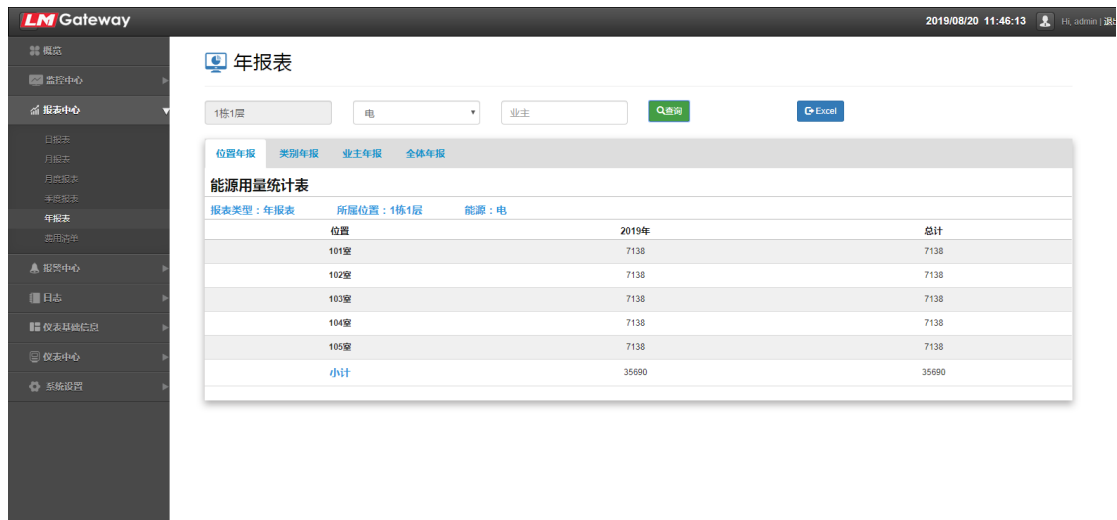 LM Gateway
2019/08/20 11:46:13 Hi, admin | 退出
概览
监控中心
报表中心
日报表
月报表
月度报表
季度报表
年报表
费用清单
报警中心
日志
仪表基础信息
仪表中心
系统设置
年报表
1栋1层 电 业主 查询 Excel
位置年报 类别年报 业主年报 全体年报
能源用量统计表
报表类型：年报表 所属位置：1栋1层 能源：电
位置 2019年 总计
101室 7138 7138
102室 7138 7138
103室 7138 7138
104室 7138 7138
105室 7138 7138
小计 35690 35690